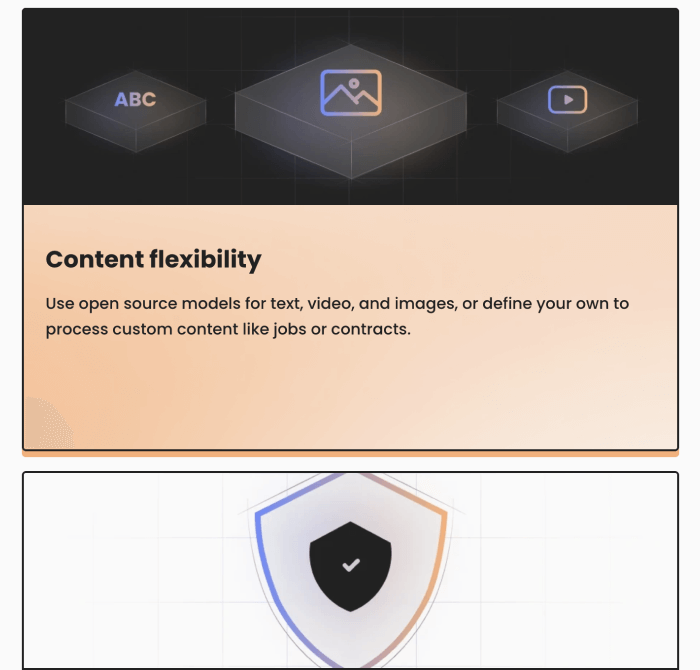 ABC
Content flexibility
Use open source models for text, video, and images, or define your own to
process custom content like jobs or contracts.